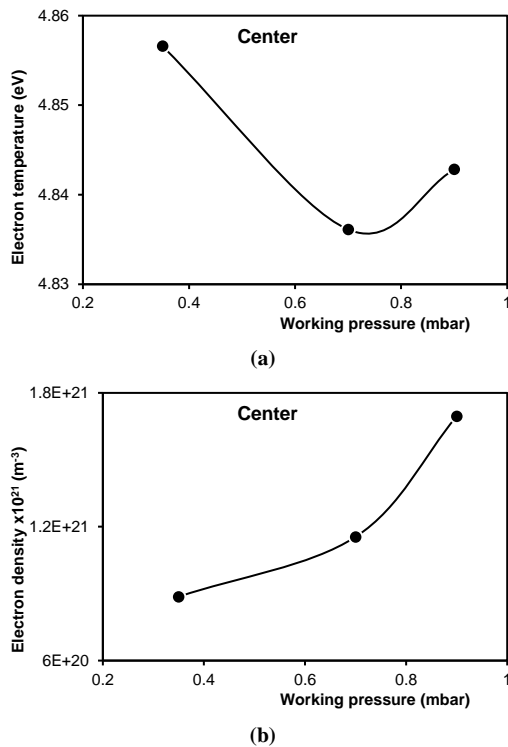 4.86
Center
4.85
4.84
4.83
Electron temperature (eV)
0.2 0.4 0.6 0.8 1
Working pressure (mbar)
(a)
1.8E+21
Center
1.2E+21
6E+20
Electron density x10²¹ (m⁻³)
0.2 0.4 0.6 0.8 1
Working pressure (mbar)
(b)